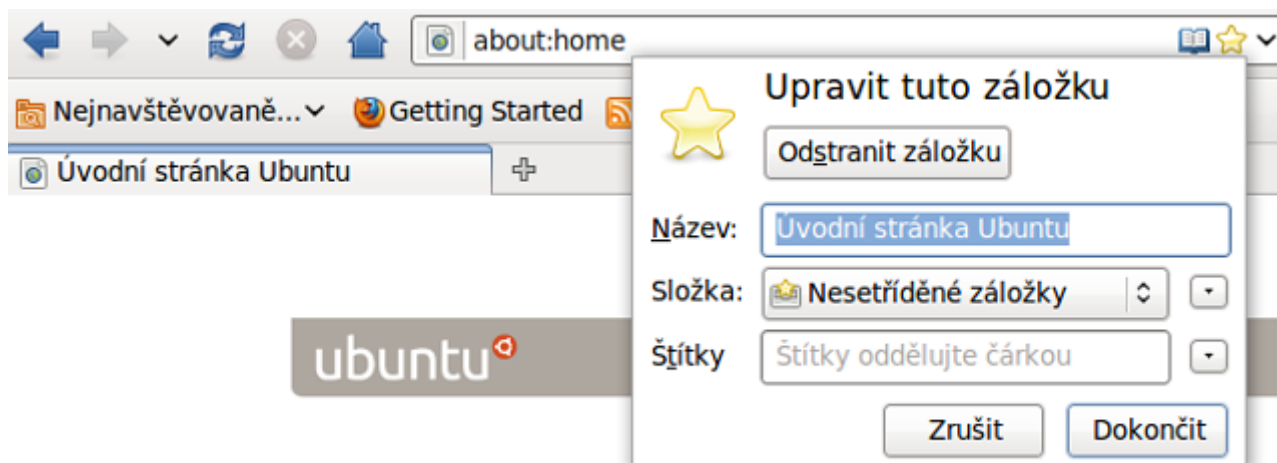 about:home
Nejnavštěvovaně...
Getting Started
Úvodní stránka Ubuntu
ubuntu
Upravit tuto záložku
Odstranit záložku
Název: Úvodní stránka Ubuntu
Složka: Nesetříděné záložky
Štítky Štítky oddělujte čárkou
Zrušit Dokončit